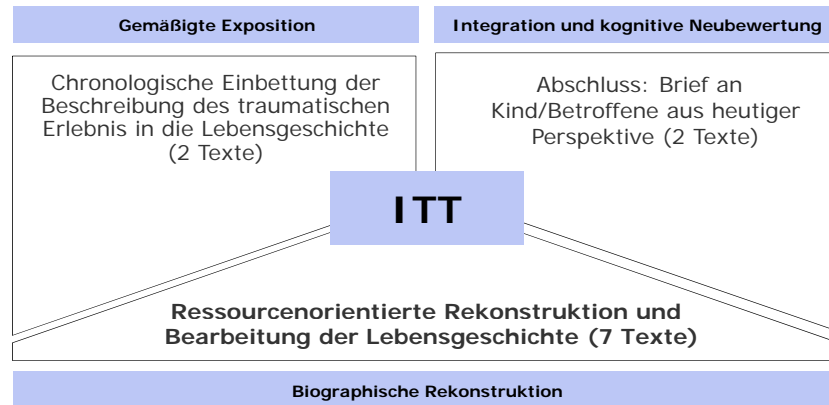 Gemäßigte Exposition
Integration und kognitive Neubewertung
Chronologische Einbettung der
Beschreibung des traumatischen
Erlebnis in die Lebensgeschichte
(2 Texte)
Abschluss: Brief an
Kind/Betroffene aus heutiger
Perspektive (2 Texte)
ITT
Ressourcenorientierte Rekonstruktion und
Bearbeitung der Lebensgeschichte (7 Texte)
Biographische Rekonstruktion